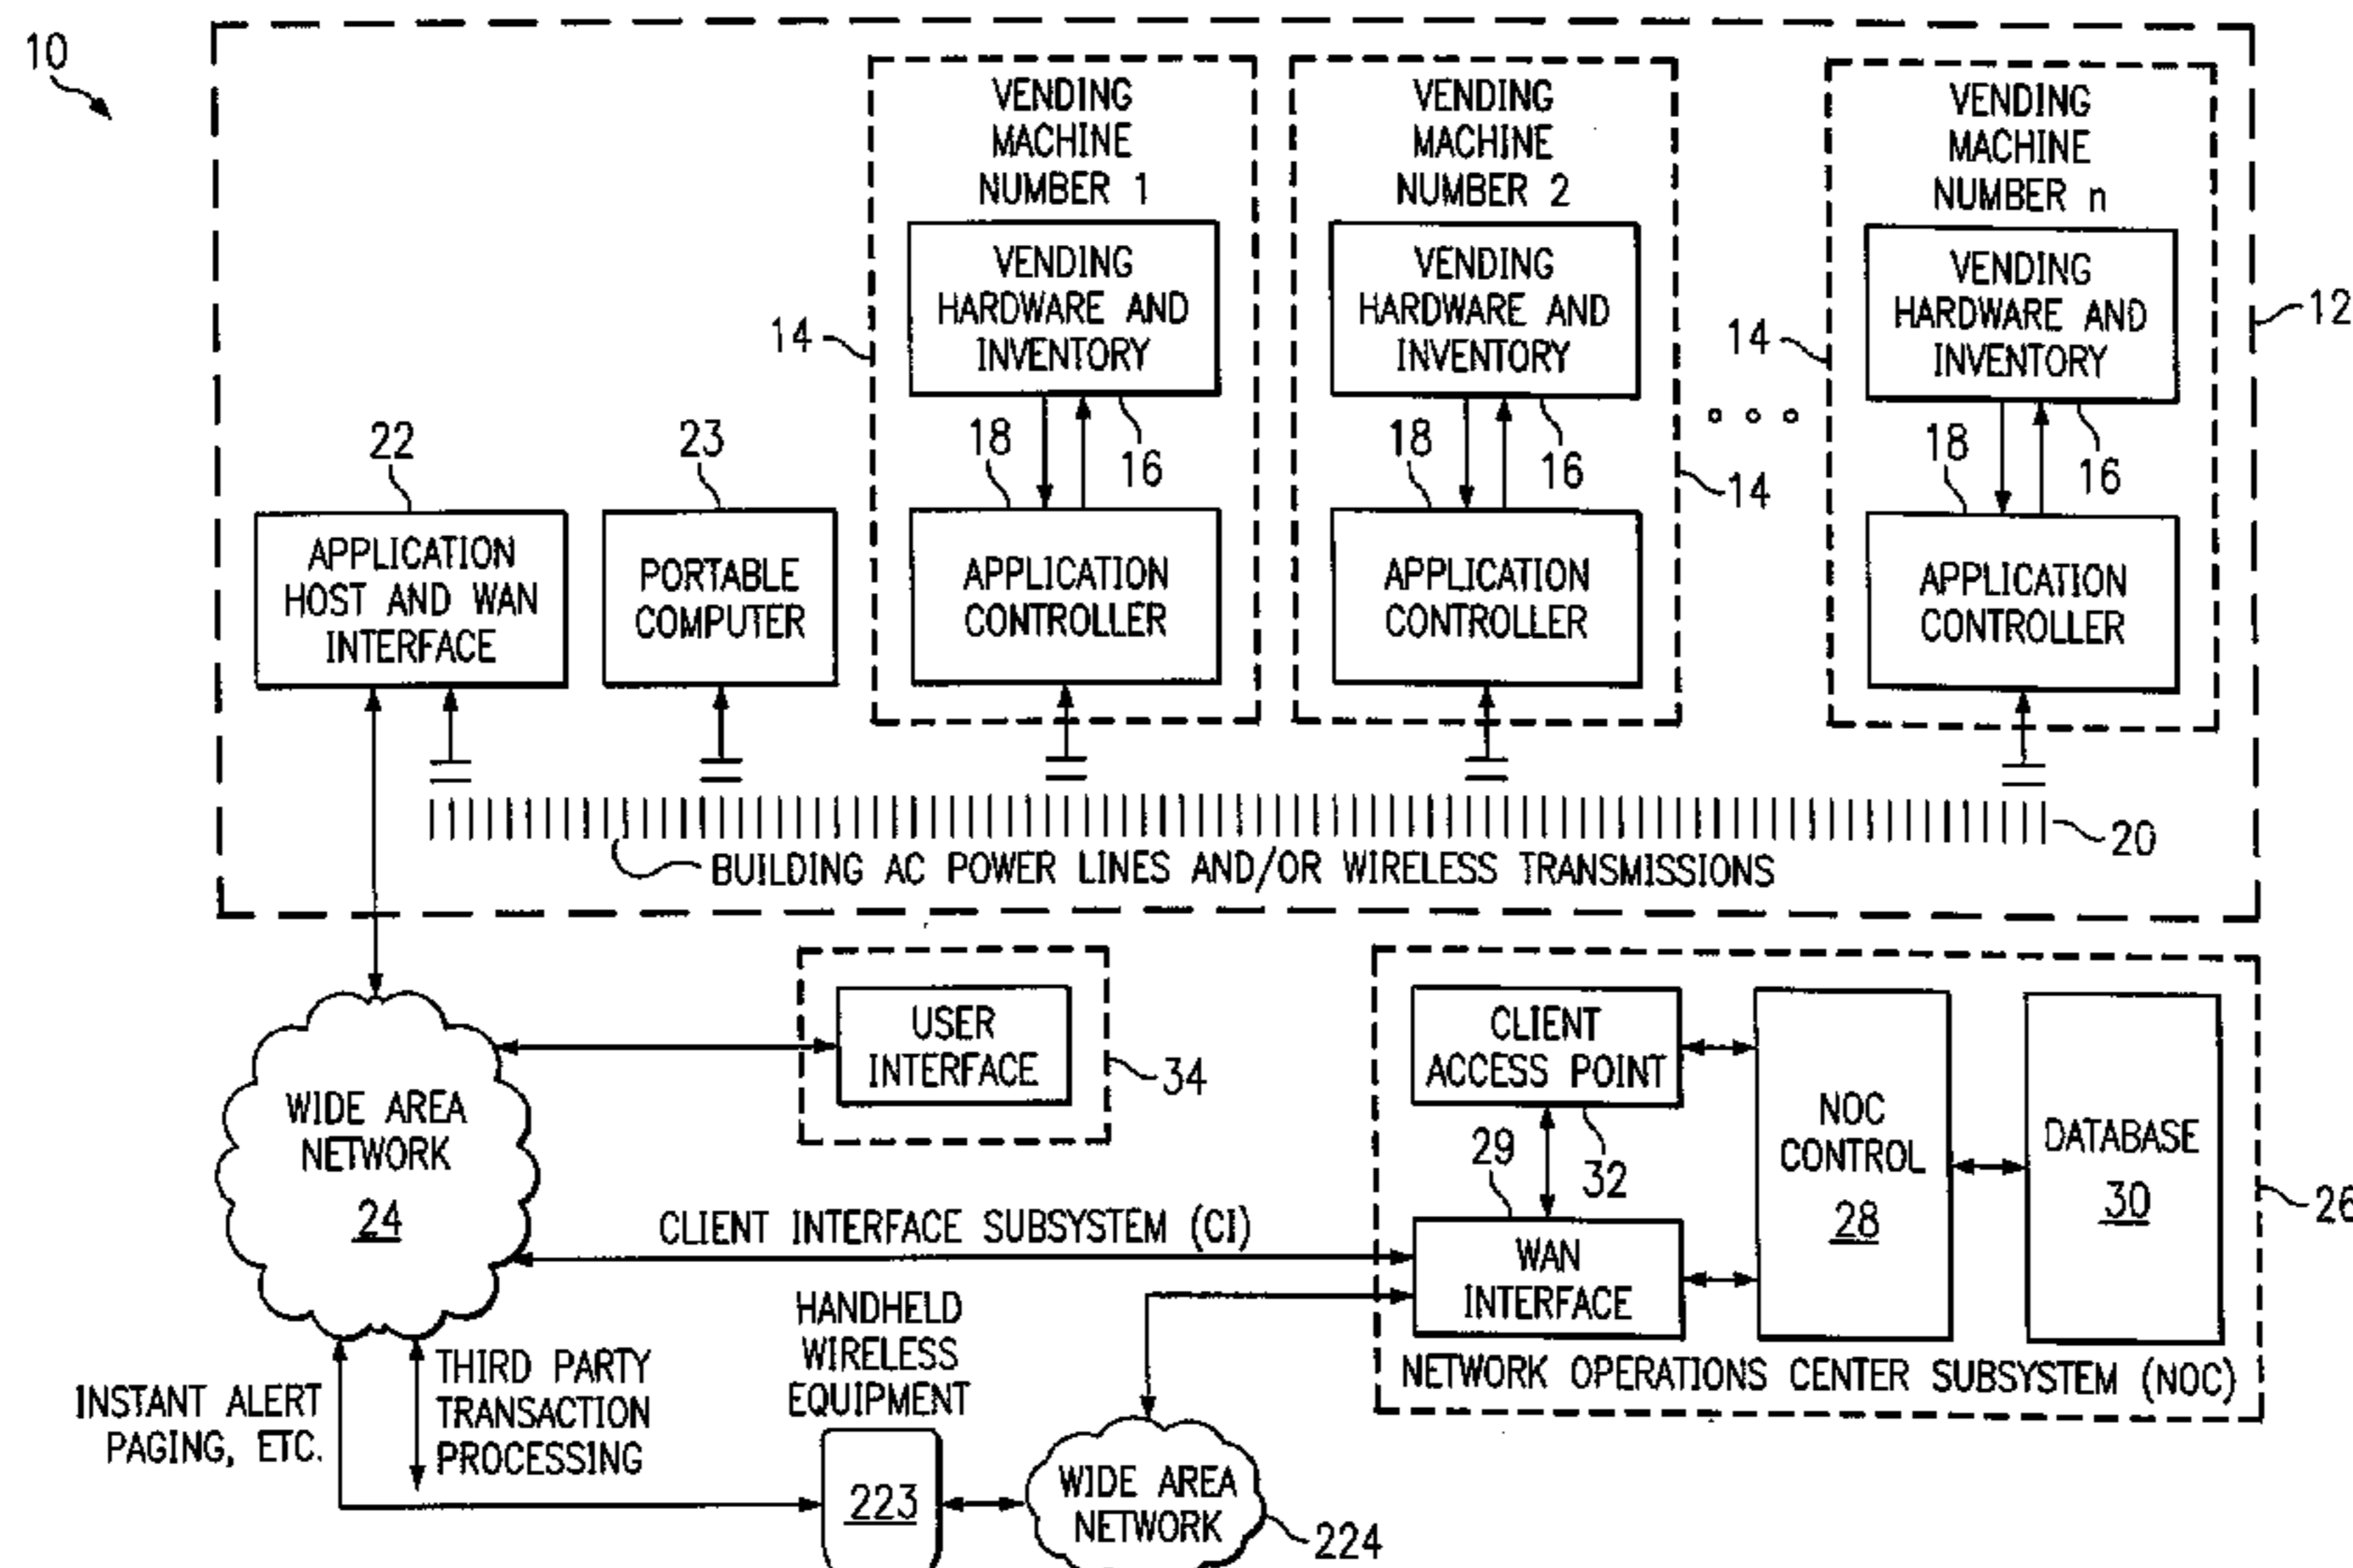 10
VENDING
MACHINE
NUMBER 1
VENDING
HARDWARE AND
INVENTORY
14
18
16
APPLICATION
CONTROLLER
VENDING
MACHINE
NUMBER 2
VENDING
HARDWARE AND
INVENTORY
18
16
14
APPLICATION
CONTROLLER
VENDING
MACHINE
NUMBER n
VENDING
HARDWARE AND
INVENTORY
14
12
18
16
APPLICATION
CONTROLLER
22
APPLICATION
HOST AND WAN
INTERFACE
23
PORTABLE
COMPUTER
20
BUILDING AC POWER LINES AND/OR WIRELESS TRANSMISSIONS
USER
INTERFACE
34
WIDE AREA
NETWORK
24
CLIENT INTERFACE SUBSYSTEM (CI)
CLIENT
ACCESS POINT
29
32
WAN
INTERFACE
NOC
CONTROL
28
DATABASE
30
26
NETWORK OPERATIONS CENTER SUBSYSTEM (NOC)
INSTANT ALERT
PAGING, ETC.
THIRD PARTY
TRANSACTION
PROCESSING
HANDHELD
WIRELESS
EQUIPMENT
223
WIDE AREA
NETWORK
224